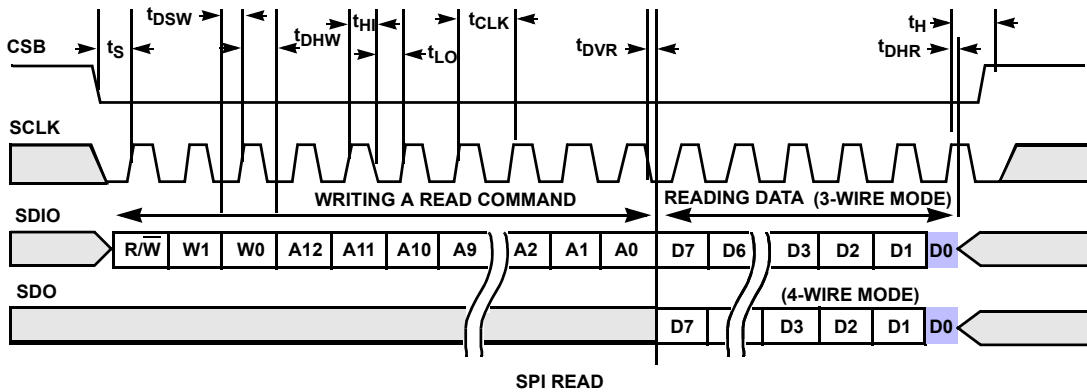 tDSW tHI tCLK tH
CSB tS tDHW tLO tDVR tDHR
SCLK
WRITING A READ COMMAND READING DATA (3-WIRE MODE)
SDIO
R/W̅ W1 W0 A12 A11 A10 A9 A2 A1 A0 D7 D6 D3 D2 D1 D0
SDO (4-WIRE MODE)
D7 D3 D2 D1 D0
SPI READ